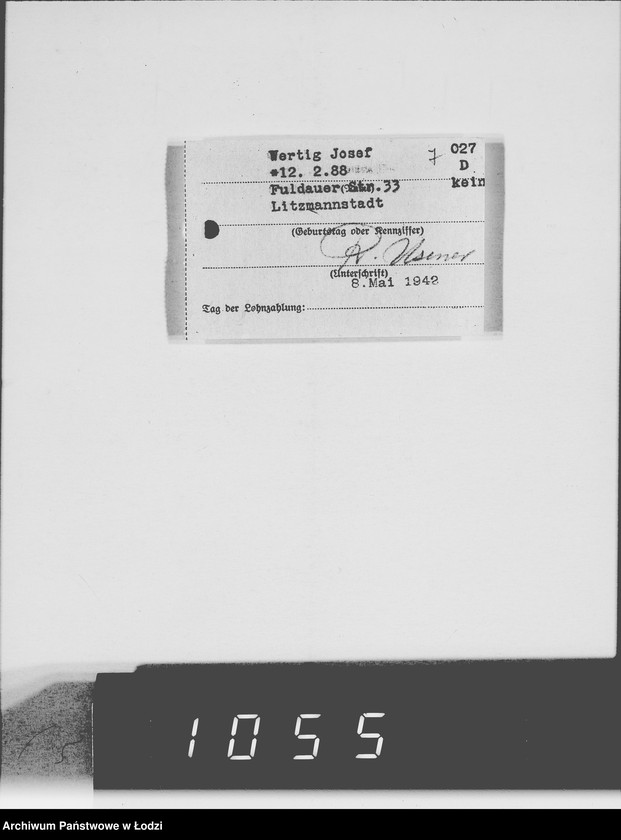 Wertig Josef 7 027
*12. 2.88 D
Fuldauer Str.33 kein
Litzmannstadt
(Geburtstag oder Kennziffer)
(Unterschrift)
8.Mai 1942
Tag der Lohnzahlung:
1055
Archiwum Państwowe w Łodzi